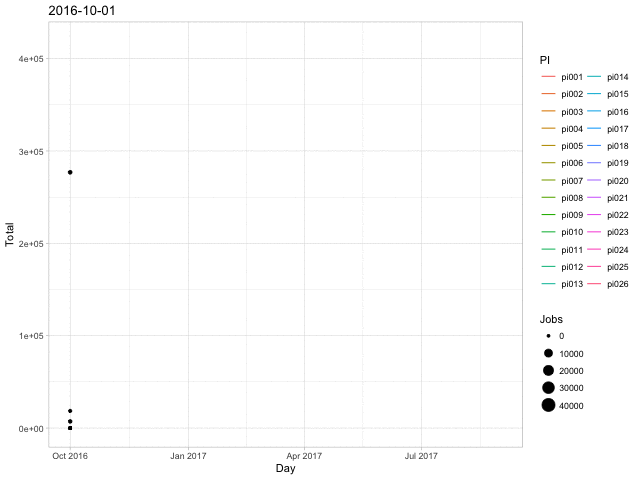 2016-10-01
Total
4e+05
3e+05
2e+05
1e+05
0e+00
Oct 2016 Jan 2017 Apr 2017 Jul 2017
Day
PI
pi001 pi014
pi002 pi015
pi003 pi016
pi004 pi017
pi005 pi018
pi006 pi019
pi007 pi020
pi008 pi021
pi009 pi022
pi010 pi023
pi011 pi024
pi012 pi025
pi013 pi026
Jobs
0
10000
20000
30000
40000